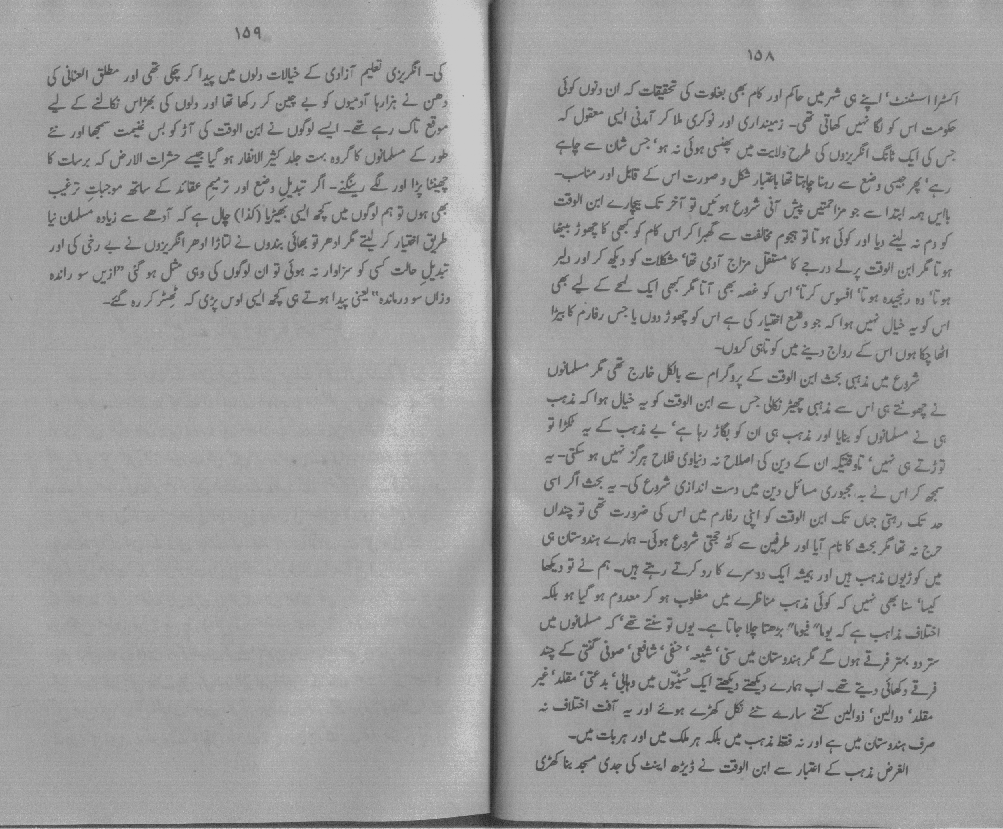 ۱۵۸
اکسٹرا اسسٹنٹ، اپنے ہی شہر میں حاکم اور کام بھی بغاوت کی تحقیقات کہ ان دنوں کوئی
حکومت اس کو لگا نہیں کھاتی تھی۔ زمینداری اور نوکری ملا کر آمدنی ایسی معقول کہ
جس کی ایک ٹانگ انگریزوں کی طرح ولایت میں پھنسی ہوئی نہ ہو، جس شان سے چاہے
رہے، پھر جیسی وضع سے رہنا چاہتا تھا باعتبار شکل و صورت اس کے قابل اور مناسب۔
بایں ہمہ ابتدا سے جو مزاحمتیں پیش آنی شروع ہوئیں تو آخر تک بیچارے ابن الوقت
کو دم نہ لینے دیا اور کوئی ہوتا تو ہجوم مخالفت سے گھبرا کر اس کام کو کبھی کا چھوڑ بیٹھا
ہوتا مگر ابن الوقت پرلے درجے کا مستقل مزاج آدمی تھا، مشکلات کو دیکھ کر اور دلیر
ہوتا، وہ رنجیدہ ہوتا، افسوس کرتا، اس کو غصہ بھی آتا مگر کبھی ایک لمحے کے لیے بھی
اس کو یہ خیال نہیں ہوا کہ جو وضع اختیار کی ہے اس کو چھوڑ دوں یا جس رفارم کا بیڑا
اٹھا چکا ہوں اس کے رواج دینے میں کوتاہی کروں۔
شروع میں مذہبی بحث ابن الوقت کے پروگرام سے بالکل خارج تھی مگر مسلمانوں
نے چھوٹتے ہی اس سے مذہبی چھیڑ نکالی جس سے ابن الوقت کو یہ خیال ہوا کہ مذہب
ہی نے مسلمانوں کو بنایا اور مذہب ہی ان کو بگاڑ رہا ہے، بے مذہب کے یہ ٹکڑا تو
توڑتے ہی نہیں، تاوقتیکہ ان کے دین کی اصلاح نہ دنیاوی فلاح ہرگز نہیں ہو سکتی۔ یہ
سمجھ کر اس نے بہ مجبوری مسائل دین میں دست اندازی شروع کی۔ یہ بحث اگر اسی
حد تک رہتی جہاں تک ابن الوقت کو اپنی رفارم میں اس کی ضرورت تھی تو چنداں
حرج نہ تھا مگر بحث کا نام آیا اور طرفین سے کٹھ حجتی شروع ہوئی۔ ہمارے ہندوستان ہی
میں کوڑیوں مذہب ہیں اور ہمیشہ ایک دوسرے کا رد کرتے رہتے ہیں۔ ہم نے تو دیکھا
کیسا، سنا بھی نہیں کہ کوئی مذہب مناظرے میں مغلوب ہو کر معدوم ہو گیا ہو بلکہ
اختلاف مذاہب ہے کہ یوما" فیوما" بڑھتا چلا جاتا ہے۔ یوں تو سنتے تھے، کہ مسلمانوں میں
ستر دو بہتر فرقے ہوں گے مگر ہندوستان میں سنی، شیعہ، حنفی، شافعی، صوفی گنتی کے چند
فرقے دکھائی دیتے تھے۔ اب ہمارے دیکھتے دیکھتے ایک سُنّیوں میں وہابی، بدعتی، مقلد، غیر
مقلد، دوالین، ذوالین کتنے سارے نئے نکل کھڑے ہوئے اور یہ آفت اختلاف نہ
صرف ہندوستان میں ہے اور نہ فقط مذہب میں بلکہ ہر ملک میں اور ہر بات میں۔
الغرض مذہب کے اعتبار سے ابن الوقت نے ڈیڑھ اینٹ کی جدی مسجد بنا کھڑی
۱۵۹
کی۔ انگریزی تعلیم آزادی کے خیالات دلوں میں پیدا کر چکی تھی اور مطلق العنانی کی
دھن نے ہزارہا آدمیوں کو بے چین کر رکھا تھا اور دلوں کی بھڑاس نکالنے کے لیے
موقع تاک رہے تھے۔ ایسے لوگوں نے ابن الوقت کی آڑ کو بس غنیمت سمجھا اور نئے
طور کے مسلمانوں کا گروہ بہت جلد کثیر الانفار ہو گیا جیسے حشرات الارض کہ برسات کا
چھینٹا پڑا اور لگے رینگنے۔ اگر تبدیل وضع اور ترمیم عقائد کے ساتھ موجبات ترغیب
بھی ہوں تو ہم لوگوں میں کچھ ایسی بھیڑیا (کذا) چال ہے کہ آدھے سے زیادہ مسلمان نیا
طریق اختیار کر لیتے مگر ادھر تو بھائی بندوں نے لتاڑا ادھر انگریزوں نے بے رخی کی اور
تبدیل حالت کسی کو سزاوار نہ ہوئی تو ان لوگوں کی وہی مثل ہو گئی "ازیں سو راندہ
وزاں سو درماندہ" یعنی پیدا ہوتے ہی کچھ ایسی اوس پڑی کہ ٹھٹر کر رہ گئے۔